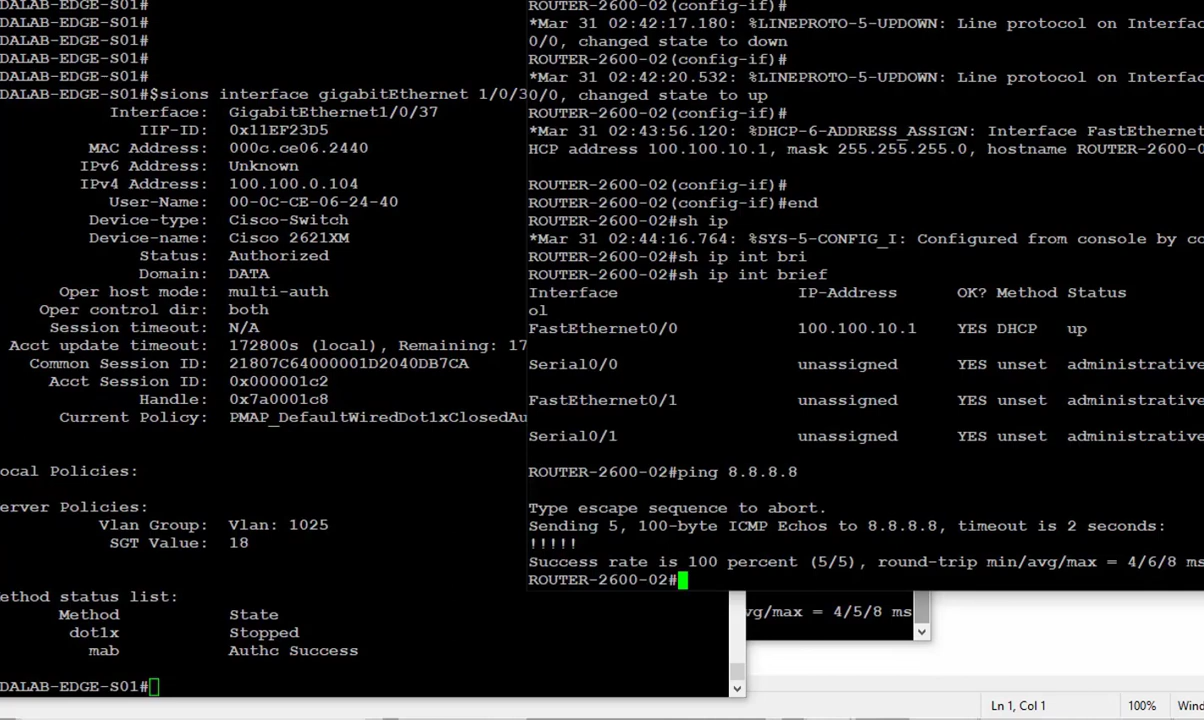 DALAB-EDGE-S01#
DALAB-EDGE-S01#
DALAB-EDGE-S01#
DALAB-EDGE-S01#
DALAB-EDGE-S01#
DALAB-EDGE-S01#$sions interface gigabitEthernet 1/0/3
Interface: GigabitEthernet1/0/37
IIF-ID: 0x11EF23D5
MAC Address: 000c.ce06.2440
IPv6 Address: Unknown
IPv4 Address: 100.100.0.104
User-Name: 00-0C-CE-06-24-40
Device-type: Cisco-Switch
Device-name: Cisco 2621XM
Status: Authorized
Domain: DATA
Oper host mode: multi-auth
Oper control dir: both
Session timeout: N/A
Acct update timeout: 172800s (local), Remaining: 17
Common Session ID: 21807C64000001D2040DB7CA
Acct Session ID: 0x000001c2
Handle: 0x7a0001c8
Current Policy: PMAP_DefaultWiredDot1xClosedAu
ocal Policies:
erver Policies:
Vlan Group: Vlan: 1025
SGT Value: 18
ethod status list:
Method State
dot1x Stopped
mab Authc Success
DALAB-EDGE-S01#
ROUTER-2600-02(config-if)#
*Mar 31 02:42:17.180: %LINEPROTO-5-UPDOWN: Line protocol on Interfac
0/0, changed state to down
ROUTER-2600-02(config-if)#
*Mar 31 02:42:20.532: %LINEPROTO-5-UPDOWN: Line protocol on Interfac
0/0, changed state to up
ROUTER-2600-02(config-if)#
*Mar 31 02:43:56.120: %DHCP-6-ADDRESS_ASSIGN: Interface FastEthernet
HCP address 100.100.10.1, mask 255.255.255.0, hostname ROUTER-2600-0
ROUTER-2600-02(config-if)#
ROUTER-2600-02(config-if)#end
ROUTER-2600-02#sh ip
*Mar 31 02:44:16.764: %SYS-5-CONFIG_I: Configured from console by co
ROUTER-2600-02#sh ip int bri
ROUTER-2600-02#sh ip int brief
Interface IP-Address OK? Method Status
ol
FastEthernet0/0 100.100.10.1 YES DHCP up
Serial0/0 unassigned YES unset administrative
FastEthernet0/1 unassigned YES unset administrative
Serial0/1 unassigned YES unset administrative
ROUTER-2600-02#ping 8.8.8.8
Type escape sequence to abort.
Sending 5, 100-byte ICMP Echos to 8.8.8.8, timeout is 2 seconds:
!!!!!
Success rate is 100 percent (5/5), round-trip min/avg/max = 4/6/8 ms
ROUTER-2600-02#
vg/max = 4/5/8 ms
Ln 1, Col 1 100% Wind